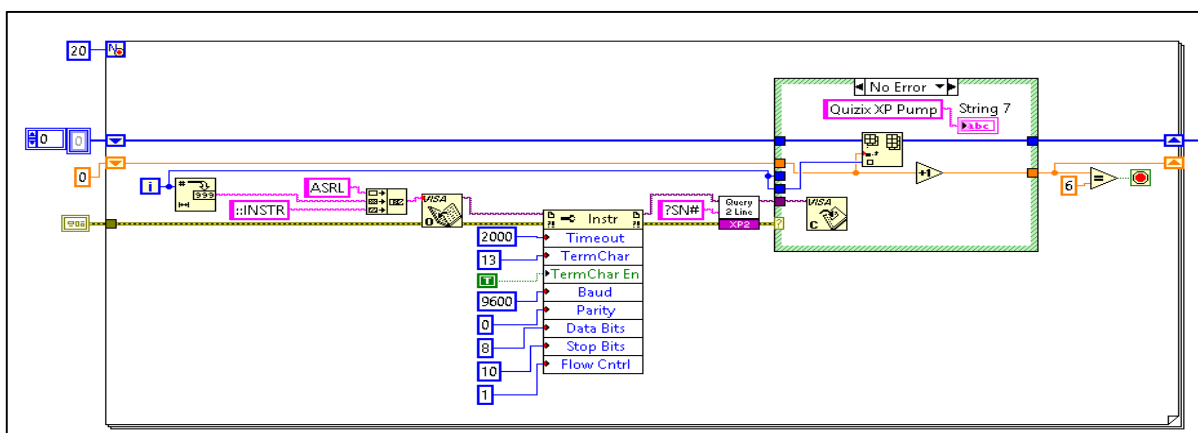 20
N
No Error
Quizix XP Pump
String 7
abc
0
0
0
i
#
999
ASRL
::INSTR
VISA
O
Instr
2000
Timeout
13
TermChar
T
TermChar En
9600
Baud
0
Parity
8
Data Bits
10
Stop Bits
1
Flow Cntrl
?SN#
Query
2 Line
XP2
?
VISA
C
+1
6
=